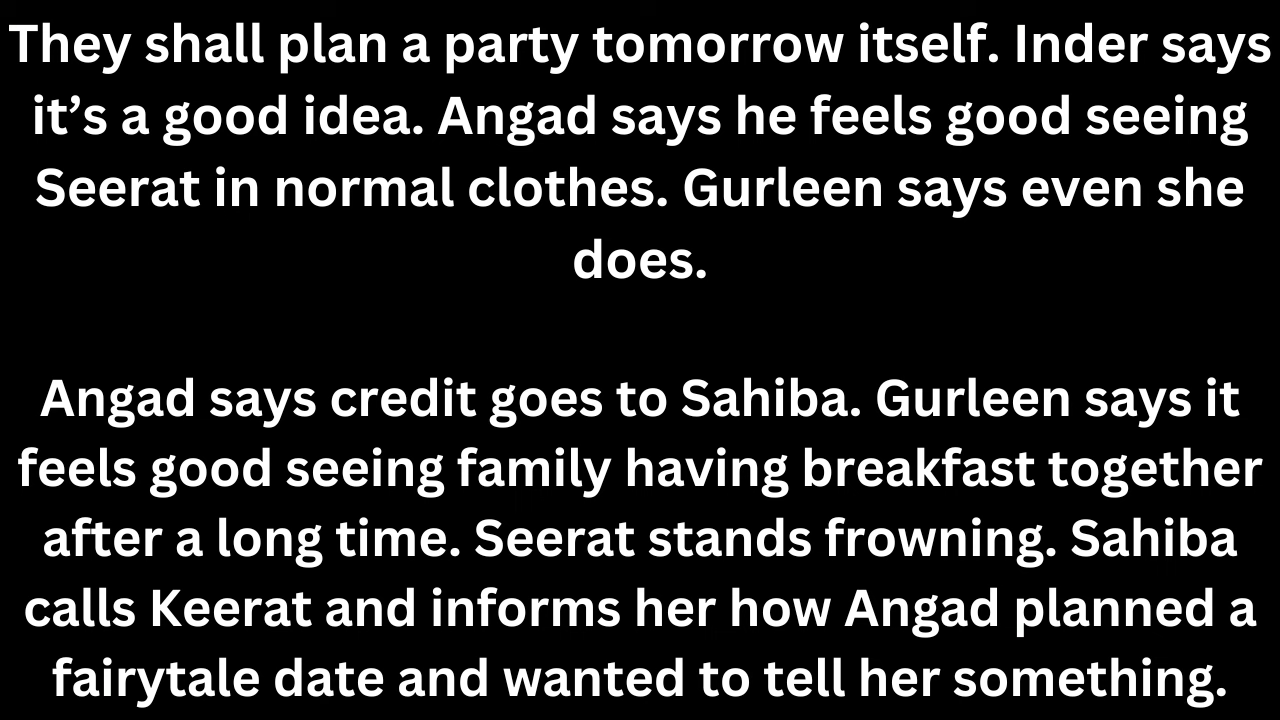 They shall plan a party tomorrow itself. Inder says
it’s a good idea. Angad says he feels good seeing
Seerat in normal clothes. Gurleen says even she
does.
Angad says credit goes to Sahiba. Gurleen says it
feels good seeing family having breakfast together
after a long time. Seerat stands frowning. Sahiba
calls Keerat and informs her how Angad planned a
fairytale date and wanted to tell her something.